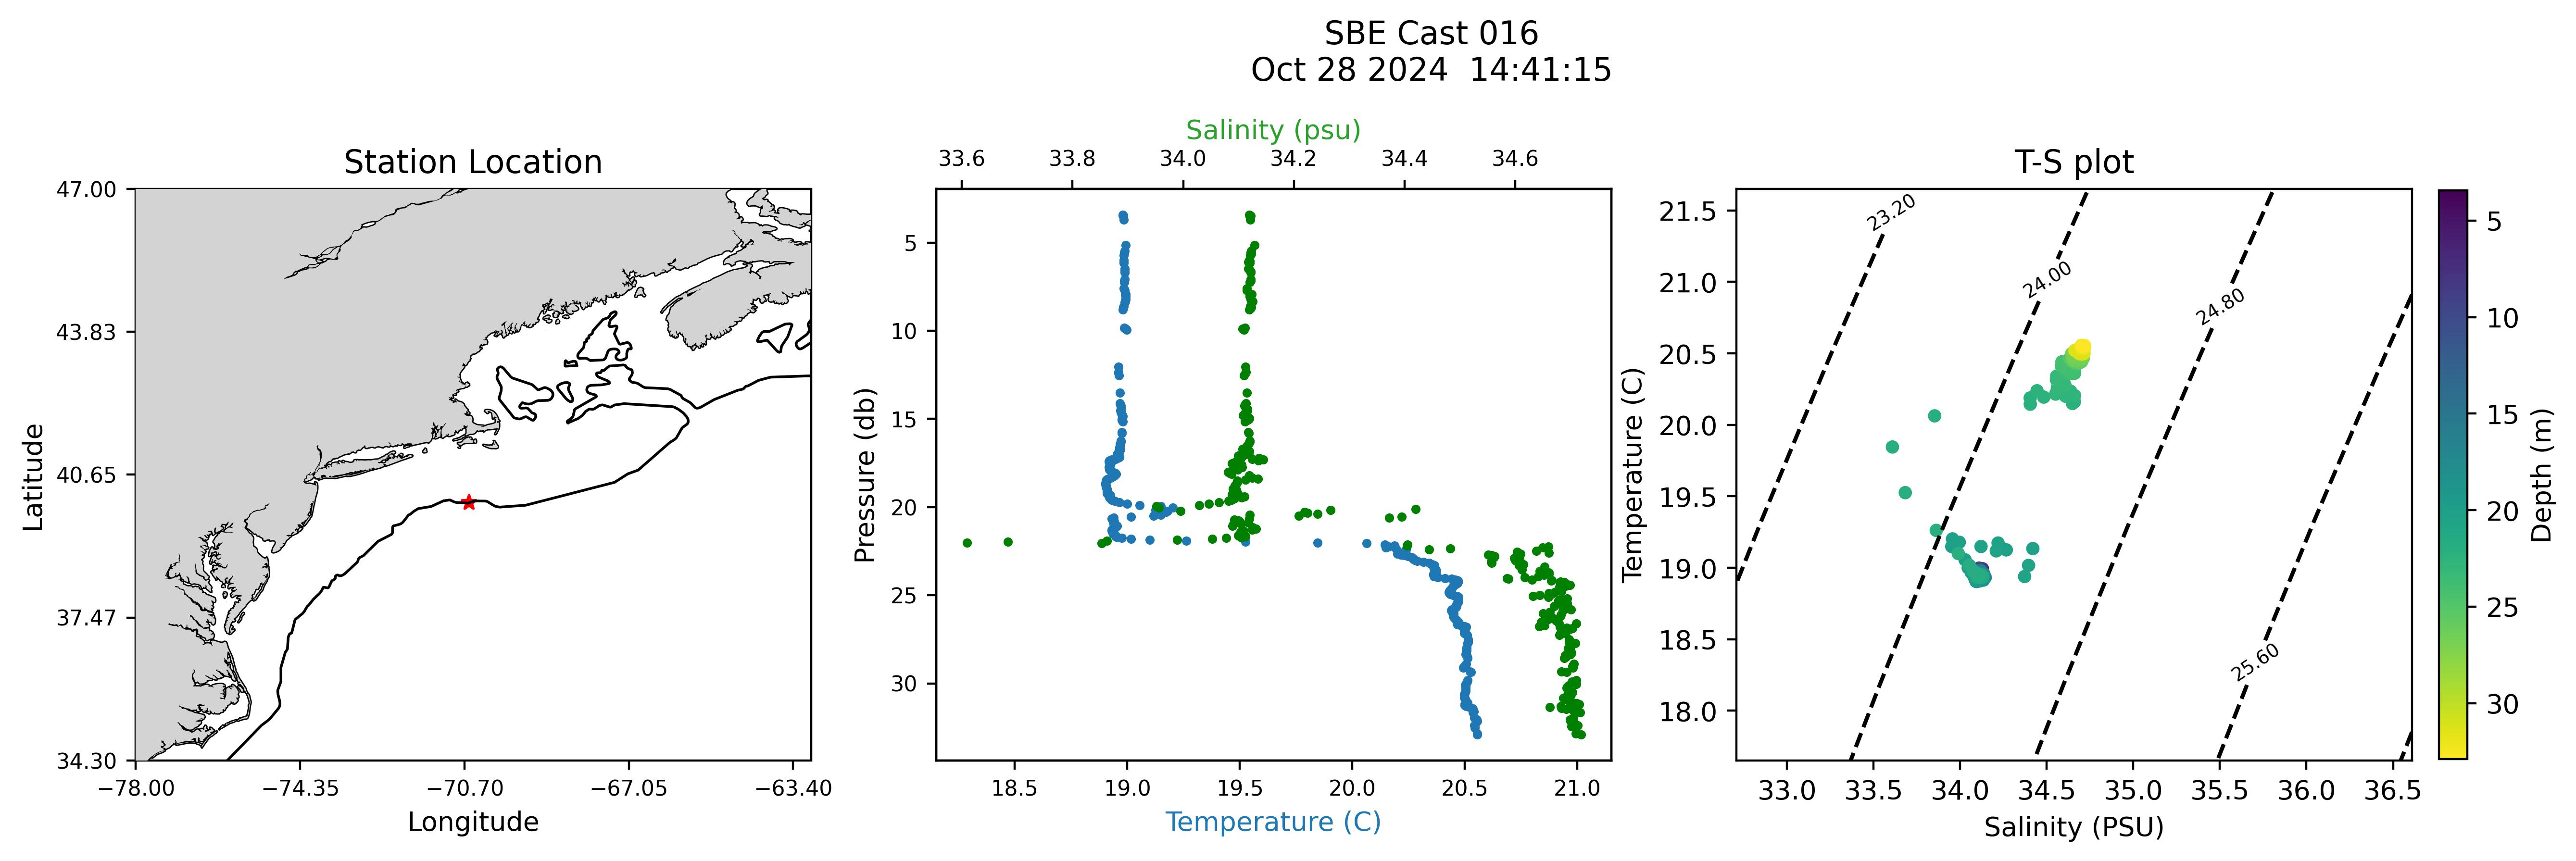 SBE Cast 016
Oct 28 2024  14:41:15
Station Location
47.00
43.83
40.65
37.47
34.30
Latitude
−78.00 −74.35 −70.70 −67.05 −63.40
Longitude
Salinity (psu)
33.6 33.8 34.0 34.2 34.4 34.6
5
10
15
20
25
30
Pressure (db)
18.5 19.0 19.5 20.0 20.5 21.0
Temperature (C)
T-S plot
21.5
21.0
20.5
20.0
19.5
19.0
18.5
18.0
Temperature (C)
23.20
24.00
24.80
25.60
33.0 33.5 34.0 34.5 35.0 35.5 36.0 36.5
Salinity (PSU)
5
10
15
20
25
30
Depth (m)